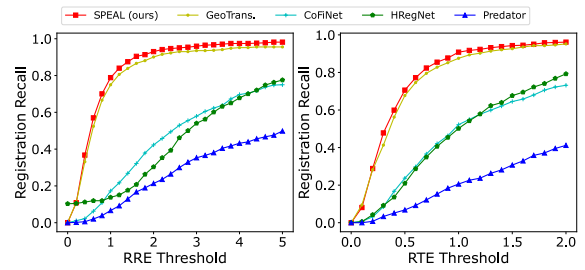 SPEAL (ours) GeoTrans. CoFiNet HRegNet Predator
Registration Recall
1.0
0.8
0.6
0.4
0.2
0.0
0 1 2 3 4 5
RRE Threshold
Registration Recall
1.0
0.8
0.6
0.4
0.2
0.0
0.0 0.5 1.0 1.5 2.0
RTE Threshold